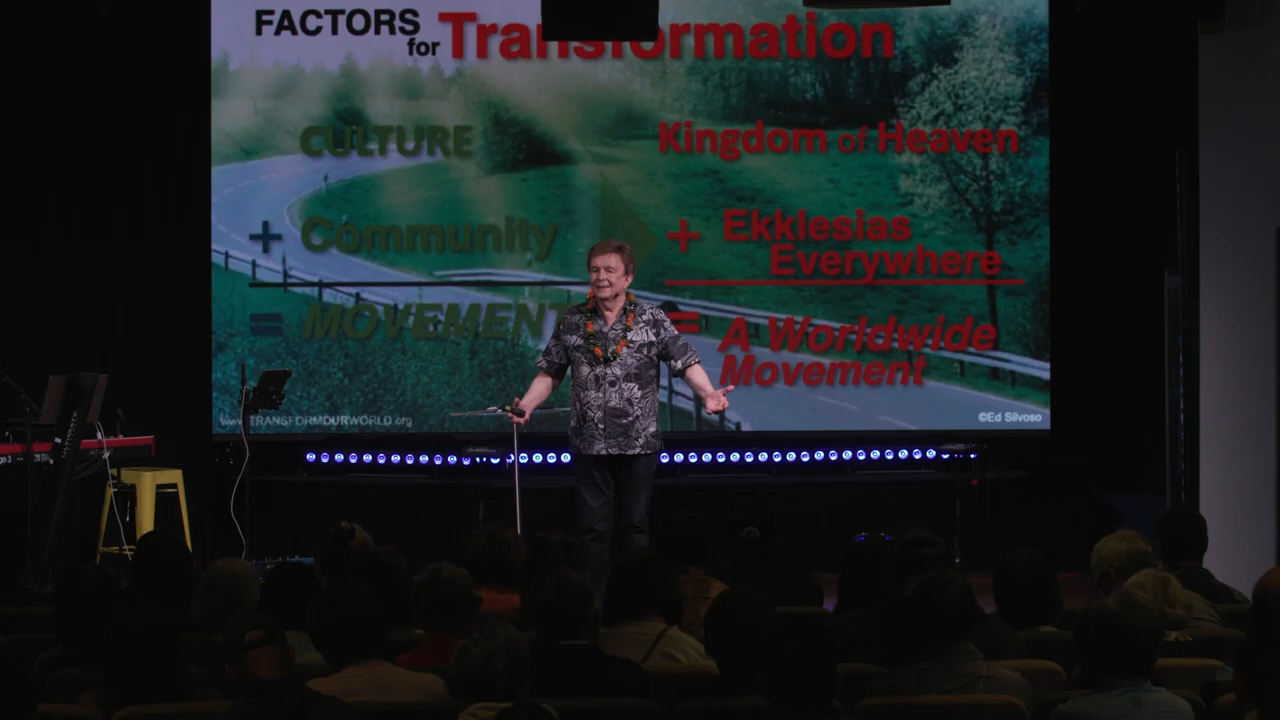 FACTORS
for Transformation
CULTURE
Kingdom of Heaven
+ Community
+ Ekklesias
Everywhere
= MOVEMENT
= A Worldwide
Movement
www.TRANSFORMOURWORLD.org
©Ed Silvoso